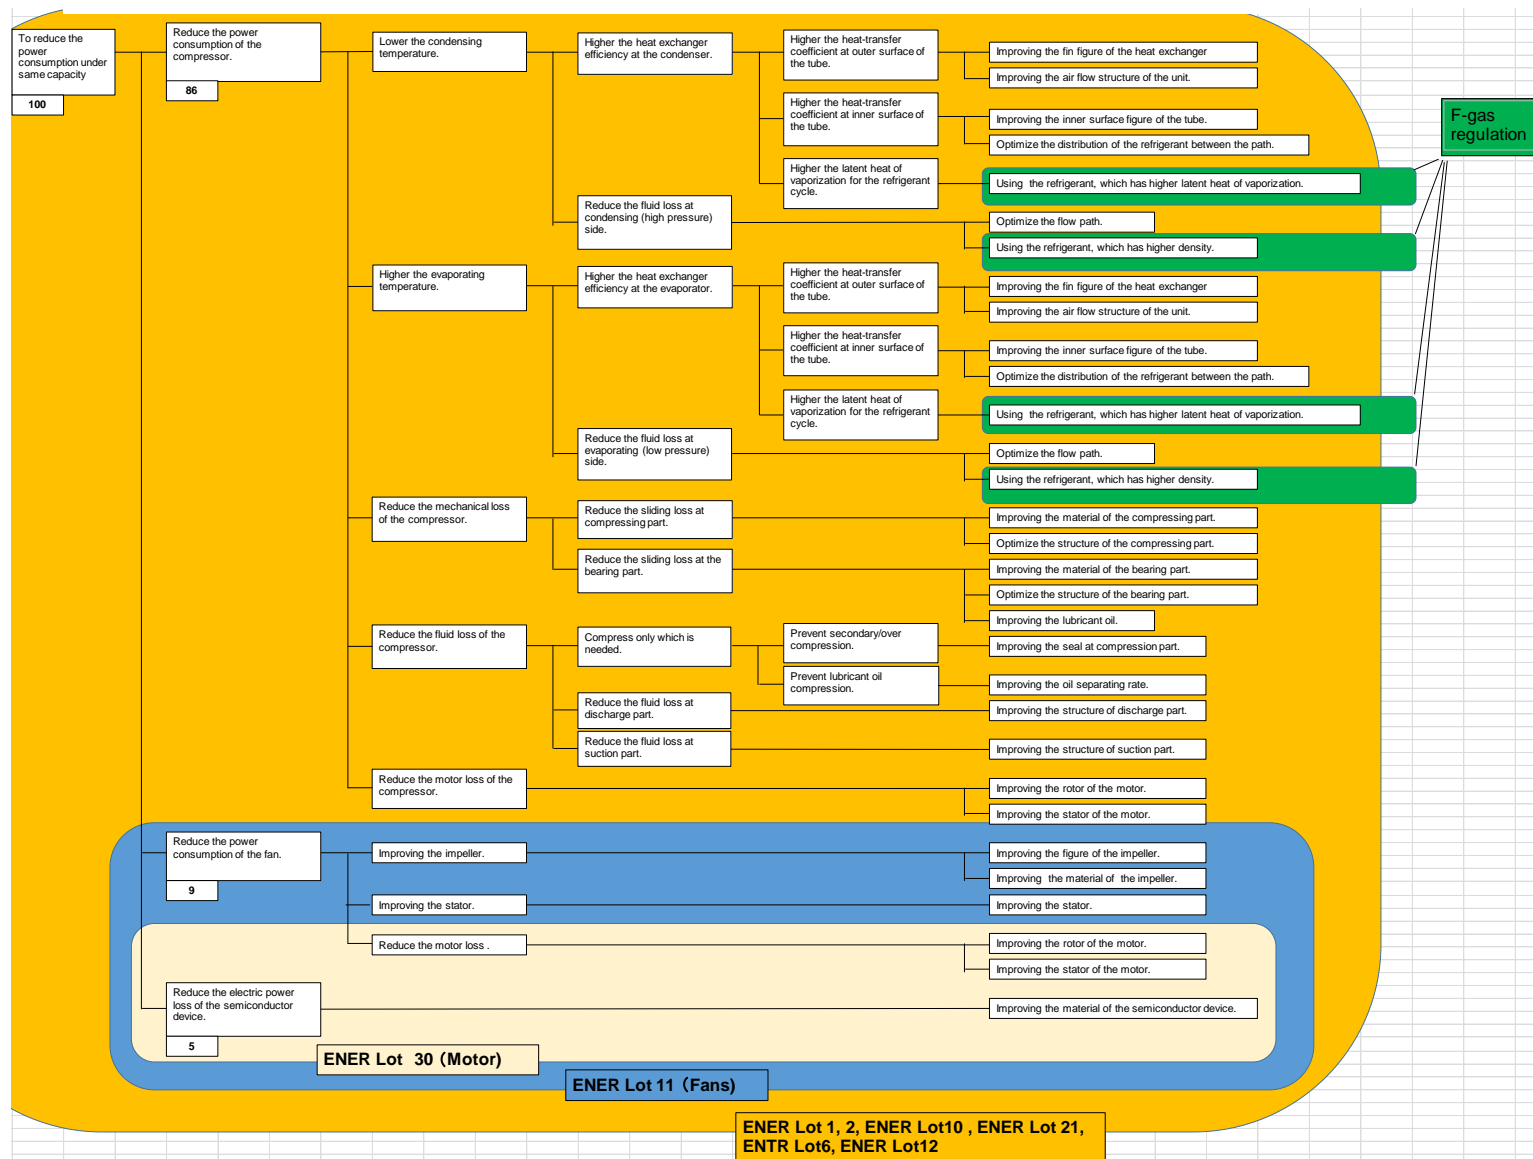 To reduce the
power
consumption under
same capacity
100
Reduce the power
consumption of the
compressor.
86
Lower the condensing
temperature.
Higher the heat exchanger
efficiency at the condenser.
Higher the heat-transfer
coefficient at outer surface of
the tube.
Improving the fin figure of the heat exchanger
Improving the air flow structure of the unit.
Higher the heat-transfer
coefficient at inner surface of
the tube.
Improving the inner surface figure of the tube.
Optimize the distribution of the refrigerant between the path.
Higher the latent heat of
vaporization for the refrigerant
cycle.
Using the refrigerant, which has higher latent heat of vaporization.
Reduce the fluid loss at
condensing (high pressure)
side.
Optimize the flow path.
Using the refrigerant, which has higher density.
F-gas
regulation
Higher the evaporating
temperature.
Higher the heat exchanger
efficiency at the evaporator.
Higher the heat-transfer
coefficient at outer surface of
the tube.
Improving the fin figure of the heat exchanger
Improving the air flow structure of the unit.
Higher the heat-transfer
coefficient at inner surface of
the tube.
Improving the inner surface figure of the tube.
Optimize the distribution of the refrigerant between the path.
Higher the latent heat of
vaporization for the refrigerant
cycle.
Using the refrigerant, which has higher latent heat of vaporization.
Reduce the fluid loss at
evaporating (low pressure)
side.
Optimize the flow path.
Using the refrigerant, which has higher density.
Reduce the mechanical loss
of the compressor.
Reduce the sliding loss at
compressing part.
Improving the material of the compressing part.
Optimize the structure of the compressing part.
Reduce the sliding loss at the
bearing part.
Improving the material of the bearing part.
Optimize the structure of the bearing part.
Improving the lubricant oil.
Reduce the fluid loss of the
compressor.
Compress only which is
needed.
Prevent secondary/over
compression.
Improving the seal at compression part.
Prevent lubricant oil
compression.
Improving the oil separating rate.
Reduce the fluid loss at
discharge part.
Improving the structure of discharge part.
Reduce the fluid loss at
suction part.
Improving the structure of suction part.
Reduce the motor loss of the
compressor.
Improving the rotor of the motor.
Improving the stator of the motor.
Reduce the power
consumption of the fan.
9
Improving the impeller.
Improving the figure of the impeller.
Improving the material of the impeller.
Improving the stator.
Improving the stator.
Reduce the motor loss .
Improving the rotor of the motor.
Improving the stator of the motor.
Reduce the electric power
loss of the semiconductor
device.
5
Improving the material of the semiconductor device.
ENER Lot 30 (Motor)
ENER Lot 11 (Fans)
ENER Lot 1, 2, ENER Lot10 , ENER Lot 21,
ENTR Lot6, ENER Lot12